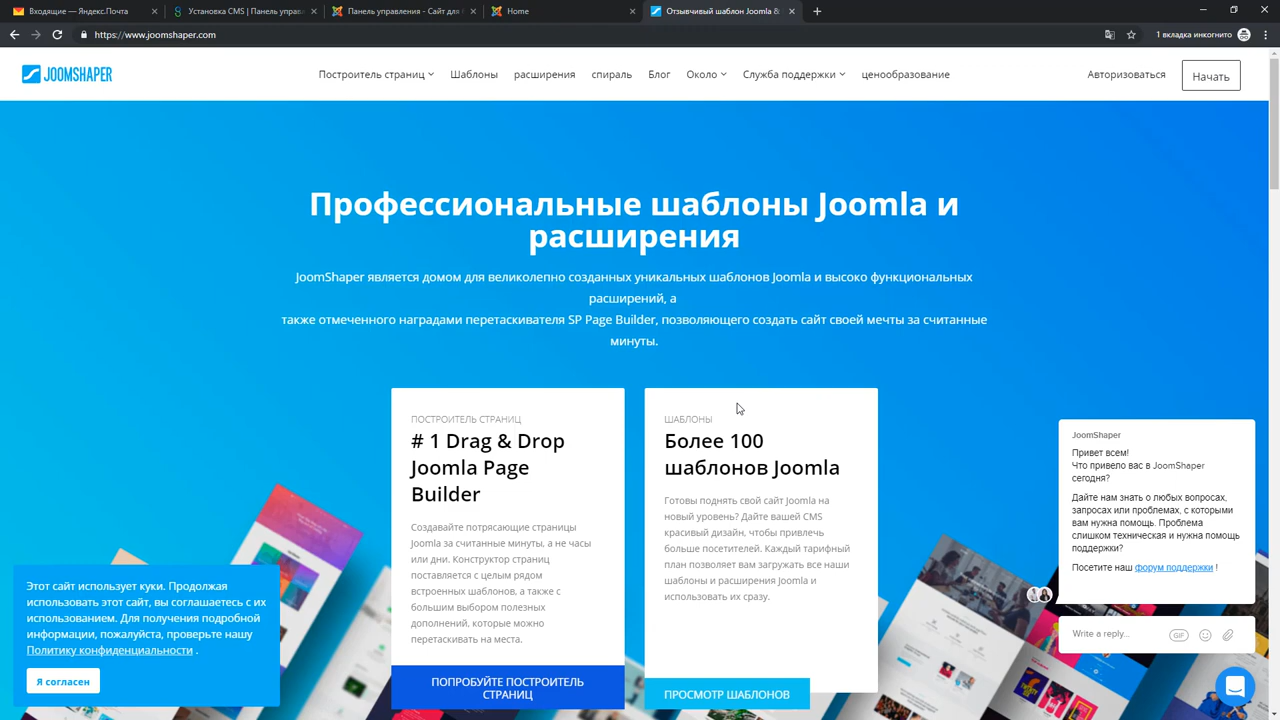 Входящие — Яндекс.Почта
Установка CMS | Панель управ
Панель управления - Сайт для
Home
Отзывчивый шаблон Joomla &
https://www.joomshaper.com
1 вкладка инкогнито
JOOMSHAPER
Построитель страниц
Шаблоны
расширения
спираль
Блог
Около
Служба поддержки
ценообразование
Авторизоваться
Начать
Профессиональные шаблоны Joomla и
расширения
JoomShaper является домом для великолепно созданных уникальных шаблонов Joomla и высоко функциональных
расширений, а
также отмеченного наградами перетаскивателя SP Page Builder, позволяющего создать сайт своей мечты за считанные
минуты.
ПОСТРОИТЕЛЬ СТРАНИЦ
# 1 Drag & Drop
Joomla Page
Builder
Создавайте потрясающие страницы
Joomla за считанные минуты, а не часы
или дни. Конструктор страниц
поставляется с целым рядом
встроенных шаблонов, а также с
большим выбором полезных
дополнений, которые можно
перетаскивать на места.
ПОПРОБУЙТЕ ПОСТРОИТЕЛЬ
СТРАНИЦ
ШАБЛОНЫ
Более 100
шаблонов Joomla
Готовы поднять свой сайт Joomla на
новый уровень? Дайте вашей CMS
красивый дизайн, чтобы привлечь
больше посетителей. Каждый тарифный
план позволяет вам загружать все наши
шаблоны и расширения Joomla и
использовать их сразу.
ПРОСМОТР ШАБЛОНОВ
Этот сайт использует куки. Продолжая
использовать этот сайт, вы соглашаетесь с их
использованием. Для получения подробной
информации, пожалуйста, проверьте нашу
Политику конфиденциальности .
Я согласен
JoomShaper
Привет всем!
Что привело вас в JoomShaper
сегодня?
Дайте нам знать о любых вопросах,
запросах или проблемах, с которыми
вам нужна помощь. Проблема
слишком техническая и нужна помощь
поддержки?
Посетите наш форум поддержки !
Write a reply...
GIF